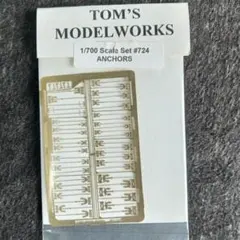 TOM'S
MODELWORKS
1/700 Scale Set #724
ANCHORS